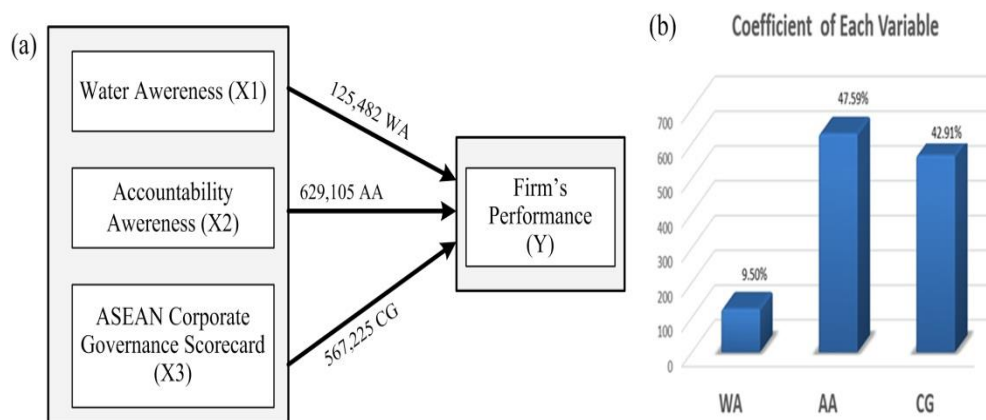 (a)
Water Awereness (X1)
Accountability
Awereness (X2)
ASEAN Corporate
Governance Scorecard
(X3)
125,482 WA
629,105 AA
567,225 CG
Firm's
Performance
(Y)
(b)
Coefficient of Each Variable
700
600
500
400
300
200
100
0
9.50%
47.59%
42.91%
WA
AA
CG